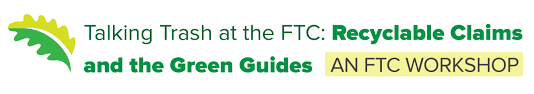 Talking Trash at the FTC: Recyclable Claims
and the Green Guides AN FTC WORKSHOP